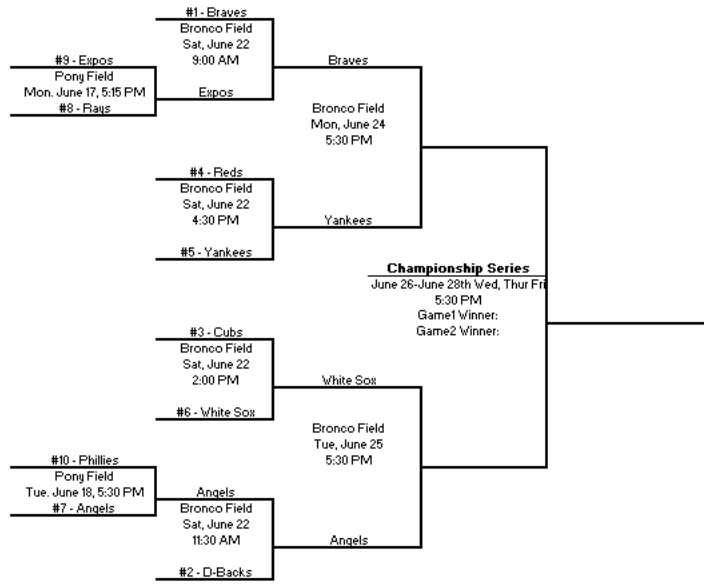 #1 - Braves
Bronco Field
Sat, June 22
9:00 AM
#9 - Expos
Braves
Pony Field
Mon. June 17, 5:15 PM
Expos
#8 - Rays
Bronco Field
Mon, June 24
5:30 PM
#4 - Reds
Bronco Field
Sat, June 22
4:30 PM
Yankees
#5 - Yankees
Championship Series
June 26-June 28th Wed, Thur Fri
5:30 PM
Game1 Winner:
Game2 Winner:
#3 - Cubs
Bronco Field
Sat, June 22
2:00 PM
White Sox
#6 - White Sox
Bronco Field
Tue, June 25
5:30 PM
#10 - Phillies
Pony Field
Tue. June 18, 5:30 PM
Angels
#7 - Angels
Bronco Field
Sat, June 22
11:30 AM
Angels
#2 - D-Backs